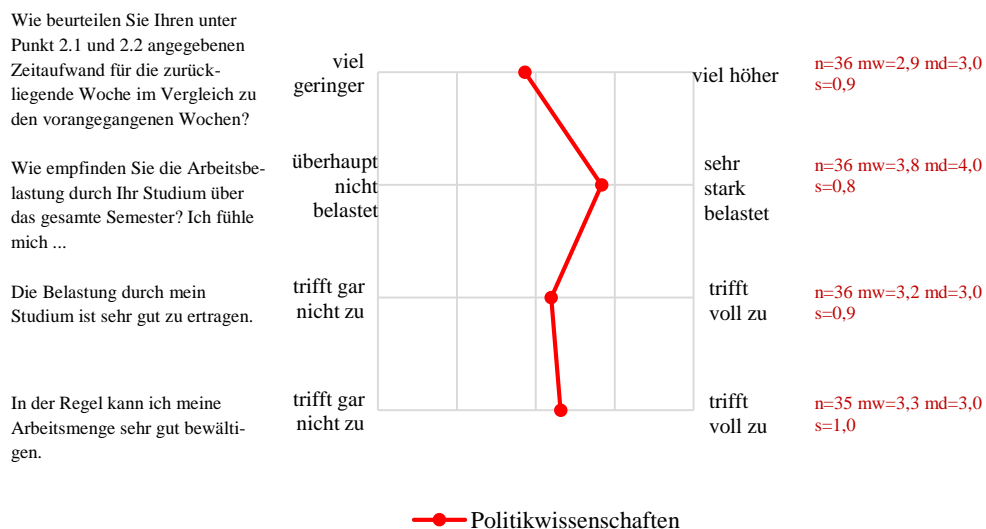 Wie beurteilen Sie Ihren unter
Punkt 2.1 und 2.2 angegebenen
Zeitaufwand für die zurück-
liegende Woche im Vergleich zu
den vorangegangenen Wochen?
viel
geringer
viel höher
n=36 mw=2,9 md=3,0
s=0,9
Wie empfinden Sie die Arbeitsbe-
lastung durch Ihr Studium über
das gesamte Semester? Ich fühle
mich ...
überhaupt
nicht
belastet
sehr
stark
belastet
n=36 mw=3,8 md=4,0
s=0,8
Die Belastung durch mein
Studium ist sehr gut zu ertragen.
trifft gar
nicht zu
trifft
voll zu
n=36 mw=3,2 md=3,0
s=0,9
In der Regel kann ich meine
Arbeitsmenge sehr gut bewälti-
gen.
trifft gar
nicht zu
trifft
voll zu
n=35 mw=3,3 md=3,0
s=1,0
Politikwissenschaften